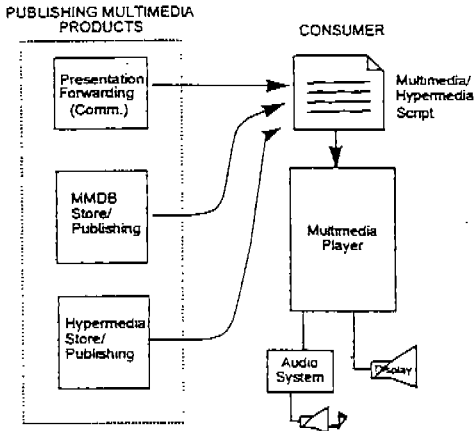 PUBLISHING MULTIMEDIA
PRODUCTS
Presentation
Forwarding
(Comm.)
MMDB
Store/
Publishing
Hypermedia
Store/
Publishing
CONSUMER
Multimedia/
Hypermedia
Script
Multimedia
Player
Audio
System
Display